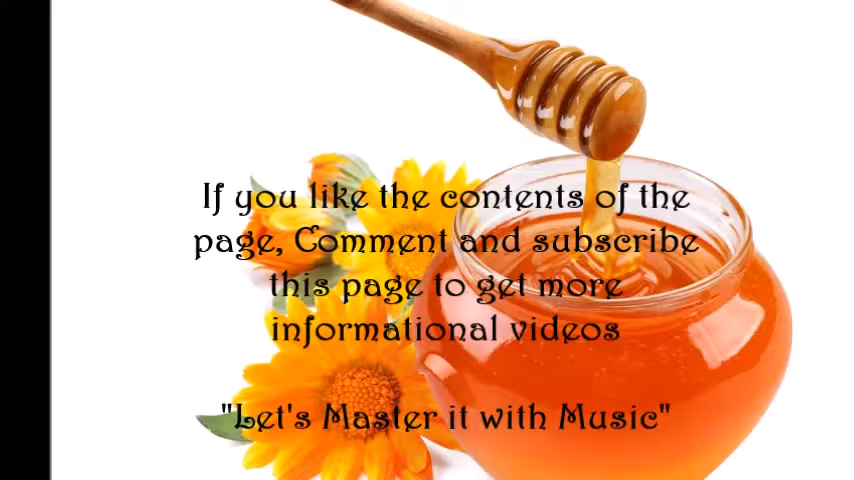 If you like the contents of the
page, Comment and subscribe
this page to get more
informational videos
"Let's Master it with Music"